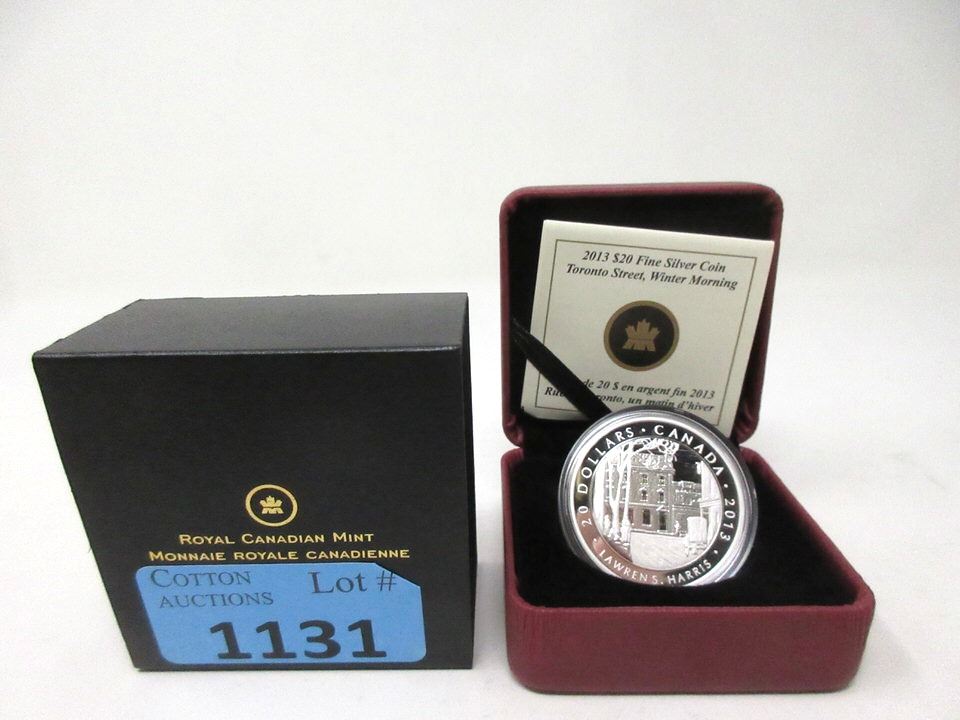 ROYAL CANADIAN MINT
MONNAIE ROYALE CANADIENNE
COTTON
AUCTIONS
Lot #
1131
2013 $20 Fine Silver Coin
Toronto Street, Winter Morning
de 20 $ en argent fin 2013
un matin d'hiver
20 DOLLARS · CANADA · 2013 ·
LAWREN S. HARRIS